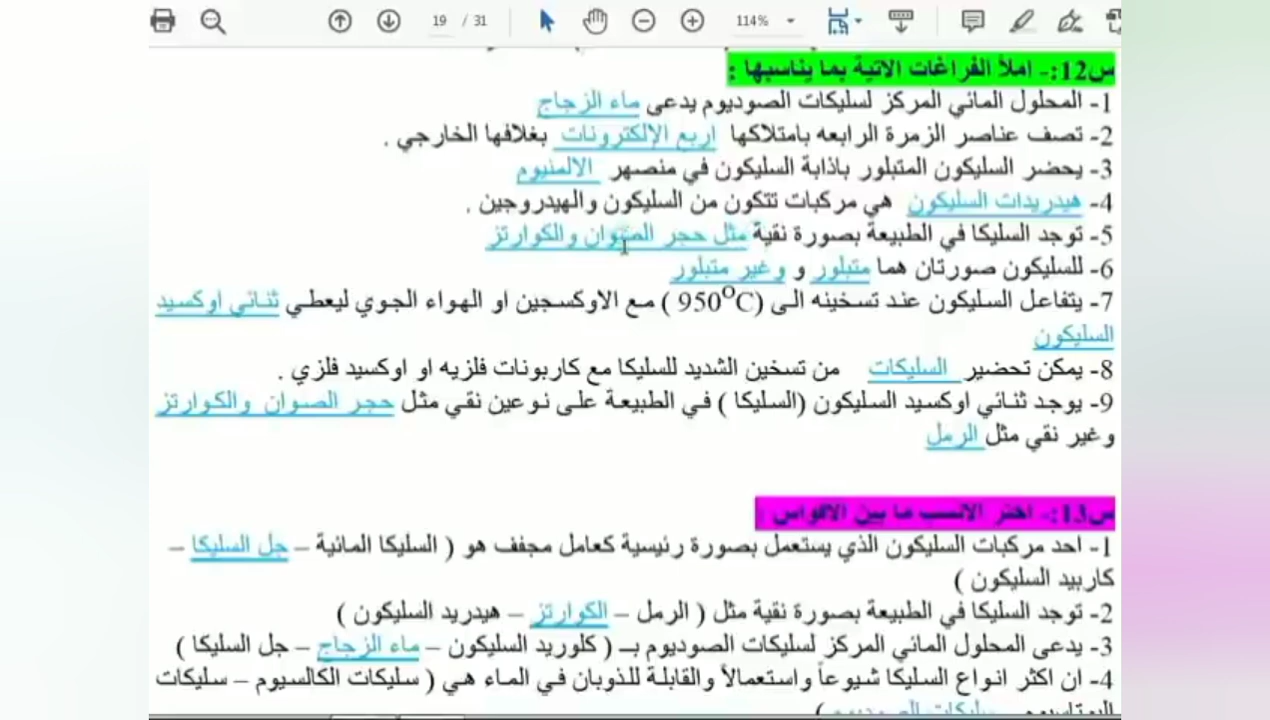 19 / 31
114%
س12:- املأ الفراغات الاتية بما يناسبها :
1- المحلول المائي المركز لسليكات الصوديوم يدعى ماء الزجاج
2- تصف عناصر الزمرة الرابعه بامتلاكها اربع الإلكترونات بغلافها الخارجي .
3- يحضر السليكون المتبلور باذابة السليكون في منصهر الالمنيوم
4- هيدريدات السليكون هي مركبات تتكون من السليكون والهيدروجين .
5- توجد السليكا في الطبيعة بصورة نقية مثل حجر الصوان والكوارتز
6- للسليكون صورتان هما متبلور و وغير متبلور
7- يتفاعل السليكون عند تسخينه الى (950°C ) مع الاوكسجين او الهواء الجوي ليعطي ثنائي اوكسيد
السليكون
8- يمكن تحضير السليكات من تسخين الشديد للسليكا مع كاربونات فلزيه او اوكسيد فلزي .
9- يوجد ثنائي اوكسيد السليكون (السليكا ) في الطبيعة على نوعين نقي مثل حجر الصوان والكوارتز
وغير نقي مثل الرمل
س13:- اختر الانسب ما بين الاقواس :
1- احد مركبات السليكون الذي يستعمل بصورة رئيسية كعامل مجفف هو ( السليكا المائية – جل السليكا –
كاربيد السليكون )
2- توجد السليكا في الطبيعة بصورة نقية مثل ( الرمل – الكوارتز – هيدريد السليكون )
3- يدعى المحلول المائي المركز لسليكات الصوديوم بـ ( كلوريد السليكون – ماء الزجاج – جل السليكا )
4- ان اكثر انواع السليكا شيوعاً واستعمالاً والقابلة للذوبان في الماء هي ( سليكات الكالسيوم – سليكات